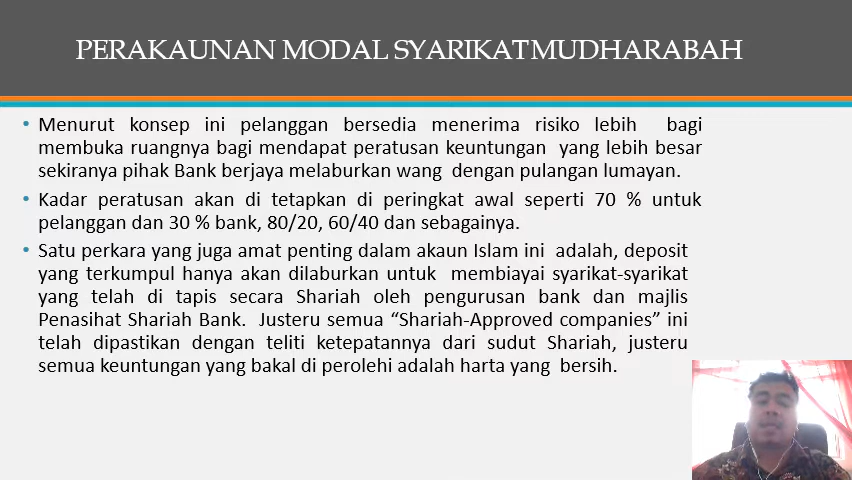 PERAKAUNAN MODAL SYARIKAT MUDHARABAH
• Menurut konsep ini pelanggan bersedia menerima risiko lebih bagi
membuka ruangnya bagi mendapat peratusan keuntungan yang lebih besar
sekiranya pihak Bank berjaya melaburkan wang dengan pulangan lumayan.
• Kadar peratusan akan di tetapkan di peringkat awal seperti 70 % untuk
pelanggan dan 30 % bank, 80/20, 60/40 dan sebagainya.
• Satu perkara yang juga amat penting dalam akaun Islam ini adalah, deposit
yang terkumpul hanya akan dilaburkan untuk membiayai syarikat-syarikat
yang telah di tapis secara Shariah oleh pengurusan bank dan majlis
Penasihat Shariah Bank. Justeru semua “Shariah-Approved companies” ini
telah dipastikan dengan teliti ketepatannya dari sudut Shariah, justeru
semua keuntungan yang bakal di perolehi adalah harta yang bersih.